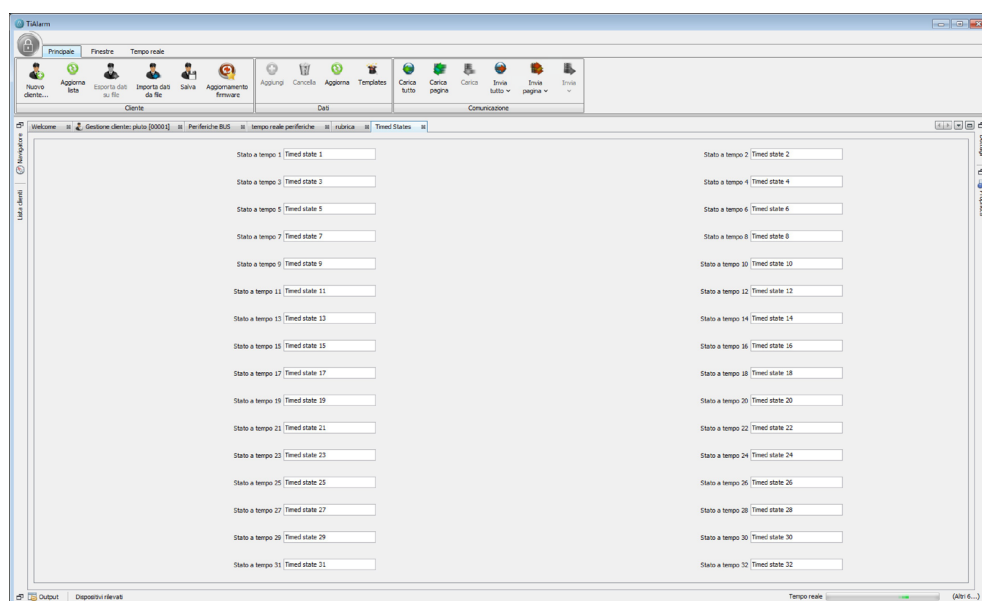 TiAlarm
Principale Finestre Tempo reale
Nuovo cliente...
Aggiorna lista
Esporta dati su file
Importa dati da file
Salva
Aggiornamento firmware
Aggiungi
Cancella
Aggiorna
Templates
Carica tutto
Carica pagina
Carica
Invia tutto
Invia pagina
Invia
Cliente Dati Comunicazione
Welcome Gestione cliente: pluto [00001] Periferiche BUS tempo reale periferiche rubrica Timed States
Navigatore
Lista clienti
Stato a tempo 1 Timed state 1 Stato a tempo 2 Timed state 2
Stato a tempo 3 Timed state 3 Stato a tempo 4 Timed state 4
Stato a tempo 5 Timed state 5 Stato a tempo 6 Timed state 6
Stato a tempo 7 Timed state 7 Stato a tempo 8 Timed state 8
Stato a tempo 9 Timed state 9 Stato a tempo 10 Timed state 10
Stato a tempo 11 Timed state 11 Stato a tempo 12 Timed state 12
Stato a tempo 13 Timed state 13 Stato a tempo 14 Timed state 14
Stato a tempo 15 Timed state 15 Stato a tempo 16 Timed state 16
Stato a tempo 17 Timed state 17 Stato a tempo 18 Timed state 18
Stato a tempo 19 Timed state 19 Stato a tempo 20 Timed state 20
Stato a tempo 21 Timed state 21 Stato a tempo 22 Timed state 22
Stato a tempo 23 Timed state 23 Stato a tempo 24 Timed state 24
Stato a tempo 25 Timed state 25 Stato a tempo 26 Timed state 26
Stato a tempo 27 Timed state 27 Stato a tempo 28 Timed state 28
Stato a tempo 29 Timed state 29 Stato a tempo 30 Timed state 30
Stato a tempo 31 Timed state 31 Stato a tempo 32 Timed state 32
Output Dispositivi rilevati Tempo reale (Altri 6...)